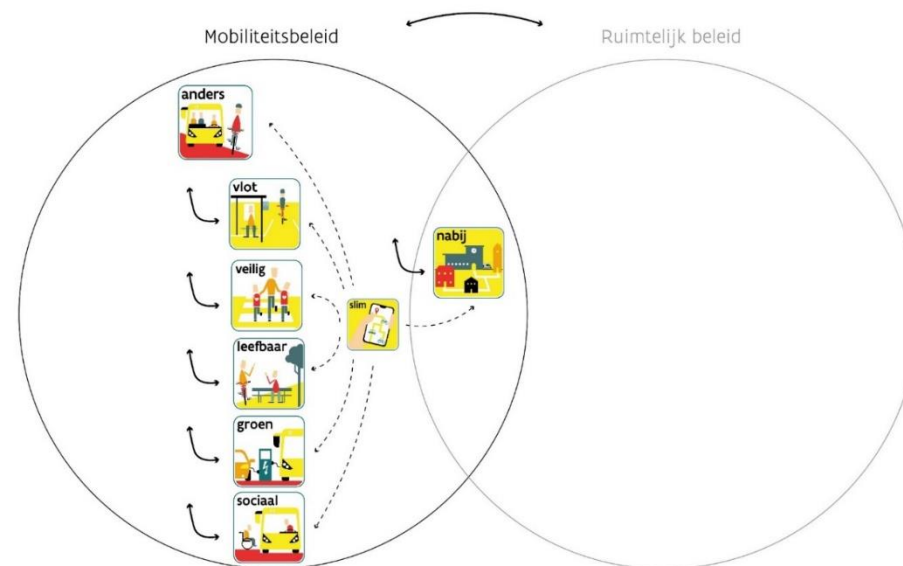 Mobiliteitsbeleid
Ruimtelijk beleid
anders
vlot
nabij
veilig
slim
leefbaar
groen
sociaal